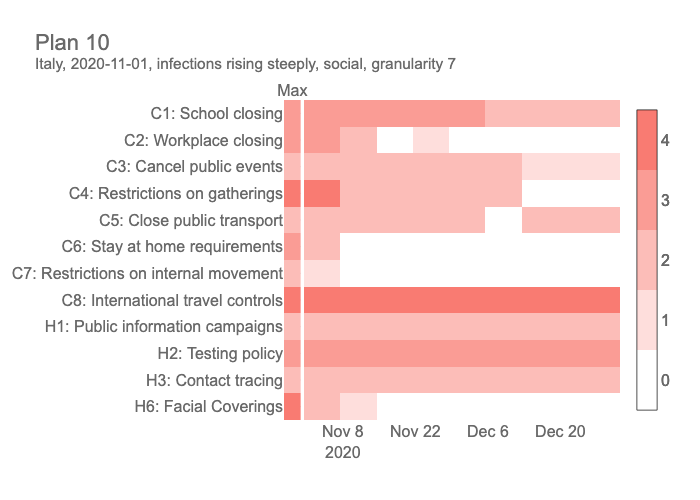 Plan 10
Italy, 2020-11-01, infections rising steeply, social, granularity 7
Max
C1: School closing
C2: Workplace closing
C3: Cancel public events
C4: Restrictions on gatherings
C5: Close public transport
C6: Stay at home requirements
C7: Restrictions on internal movement
C8: International travel controls
H1: Public information campaigns
H2: Testing policy
H3: Contact tracing
H6: Facial Coverings
Nov 8 Nov 22 Dec 6 Dec 20
2020
4
3
2
1
0